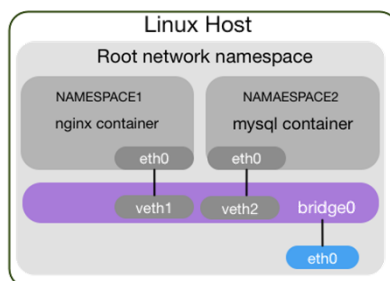 Linux Host
Root network namespace
NAMESPACE1
NAMAESPACE2
nginx container
mysql container
eth0
eth0
veth1
veth2
bridge0
eth0